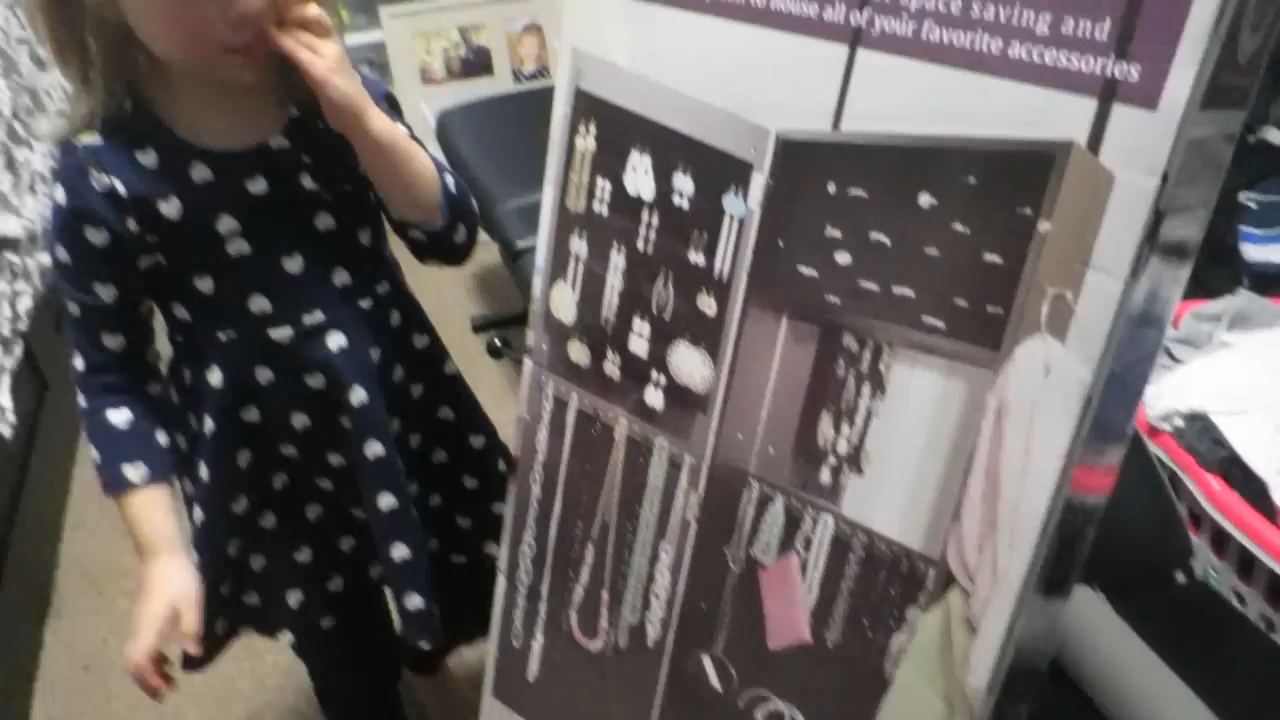 space saving and
to house all of your favorite accessories